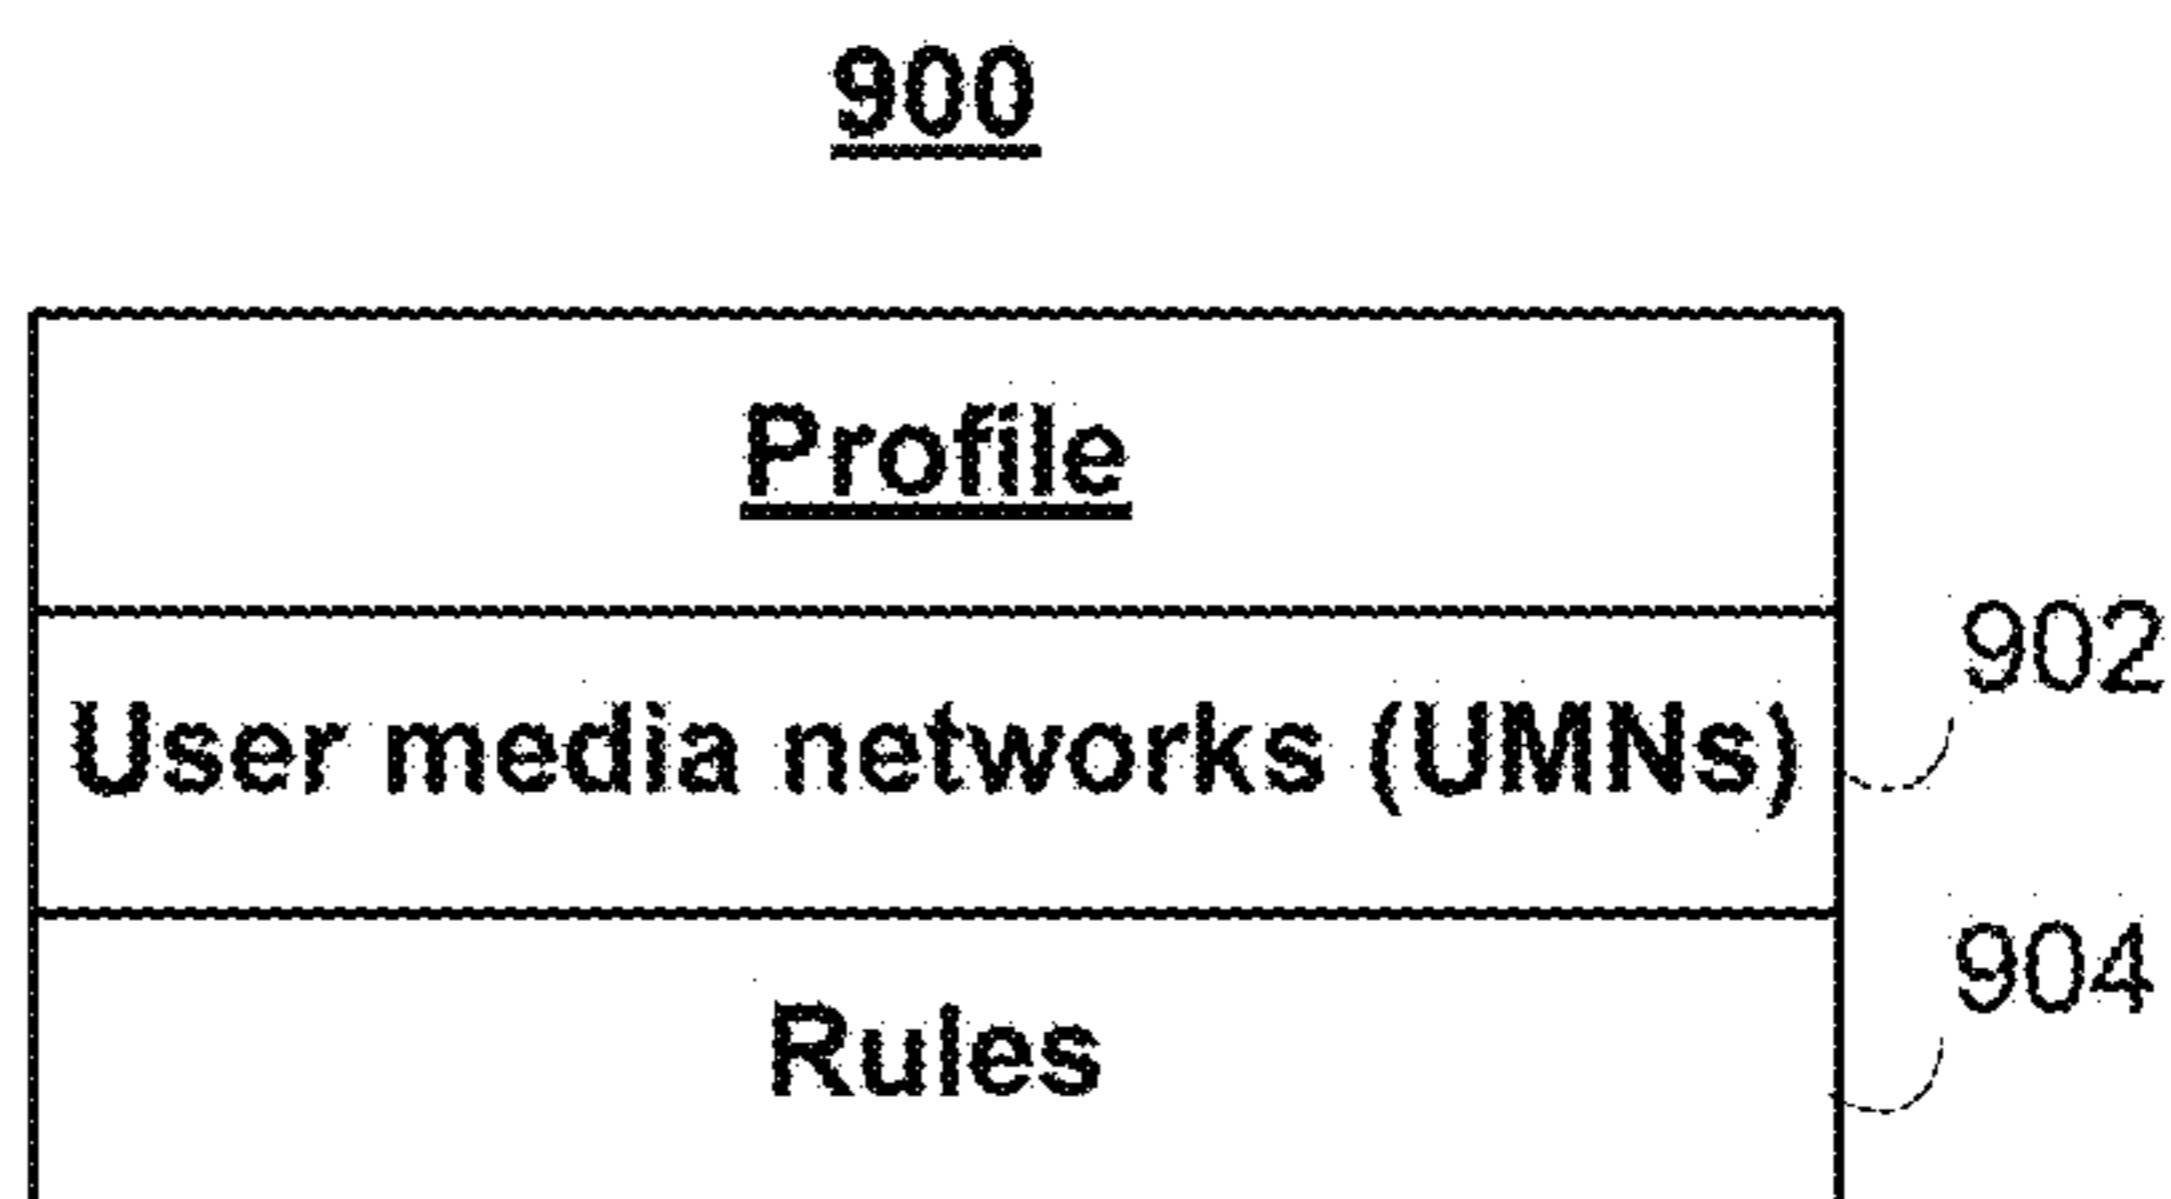 900
Profile
902
User media networks (UMNs)
904
Rules